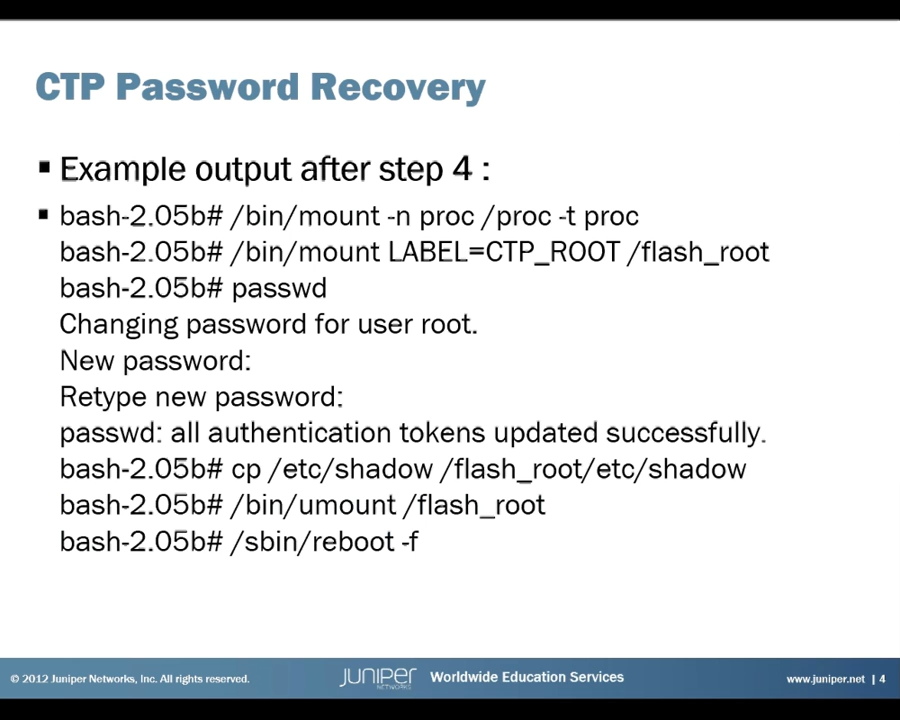 CTP Password Recovery
▪ Example output after step 4 :
▪ bash-2.05b# /bin/mount -n proc /proc -t proc
bash-2.05b# /bin/mount LABEL=CTP_ROOT /flash_root
bash-2.05b# passwd
Changing password for user root.
New password:
Retype new password:
passwd: all authentication tokens updated successfully.
bash-2.05b# cp /etc/shadow /flash_root/etc/shadow
bash-2.05b# /bin/umount /flash_root
bash-2.05b# /sbin/reboot -f
© 2012 Juniper Networks, Inc. All rights reserved.
JUNIPER
NETWORKS
Worldwide Education Services
www.juniper.net | 4